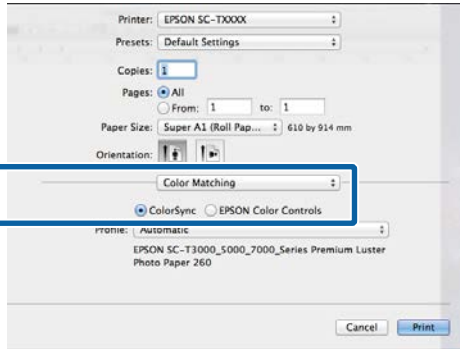 Printer: EPSON SC-TXXXX
Presets: Default Settings
Copies: 1
Pages: All
From: 1 to: 1
Paper Size: Super A1 (Roll Pap... 610 by 914 mm
Orientation:
Color Matching
ColorSync EPSON Color Controls
Profile: Automatic
EPSON SC-T3000_5000_7000_Series Premium Luster
Photo Paper 260
Cancel Print